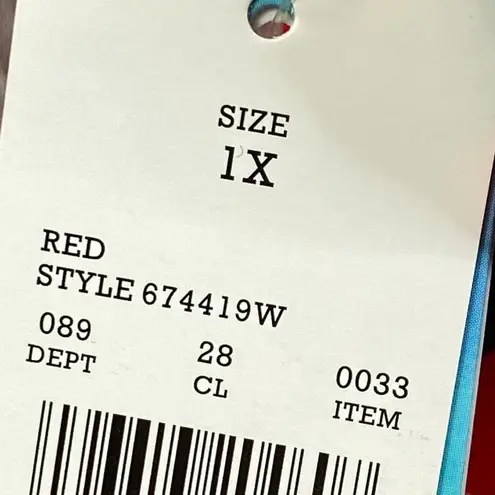 SIZE
1X
RED
STYLE 674419W
089 28 0033
DEPT CL ITEM